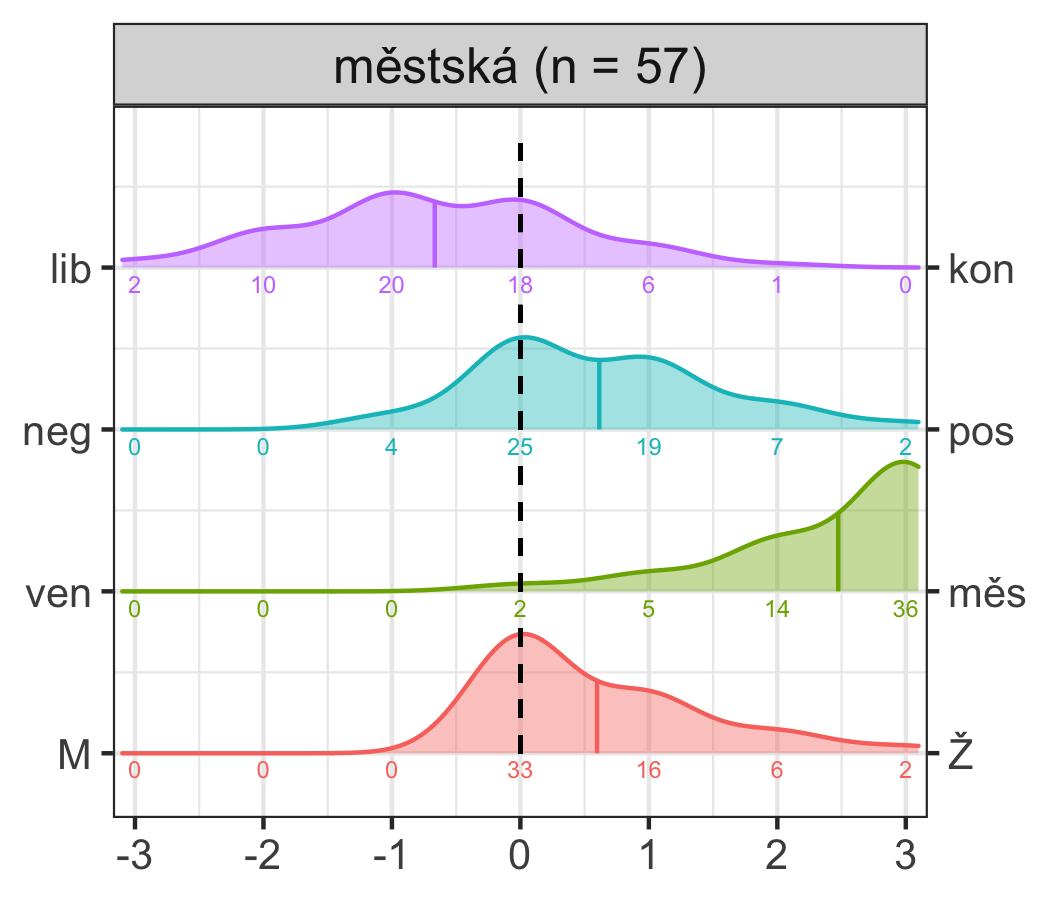 městská (n = 57)
lib kon
2 10 20 18 6 1 0
neg pos
0 0 4 25 19 7 2
ven měs
0 0 0 2 5 14 36
M Ž
0 0 0 33 16 6 2
-3 -2 -1 0 1 2 3